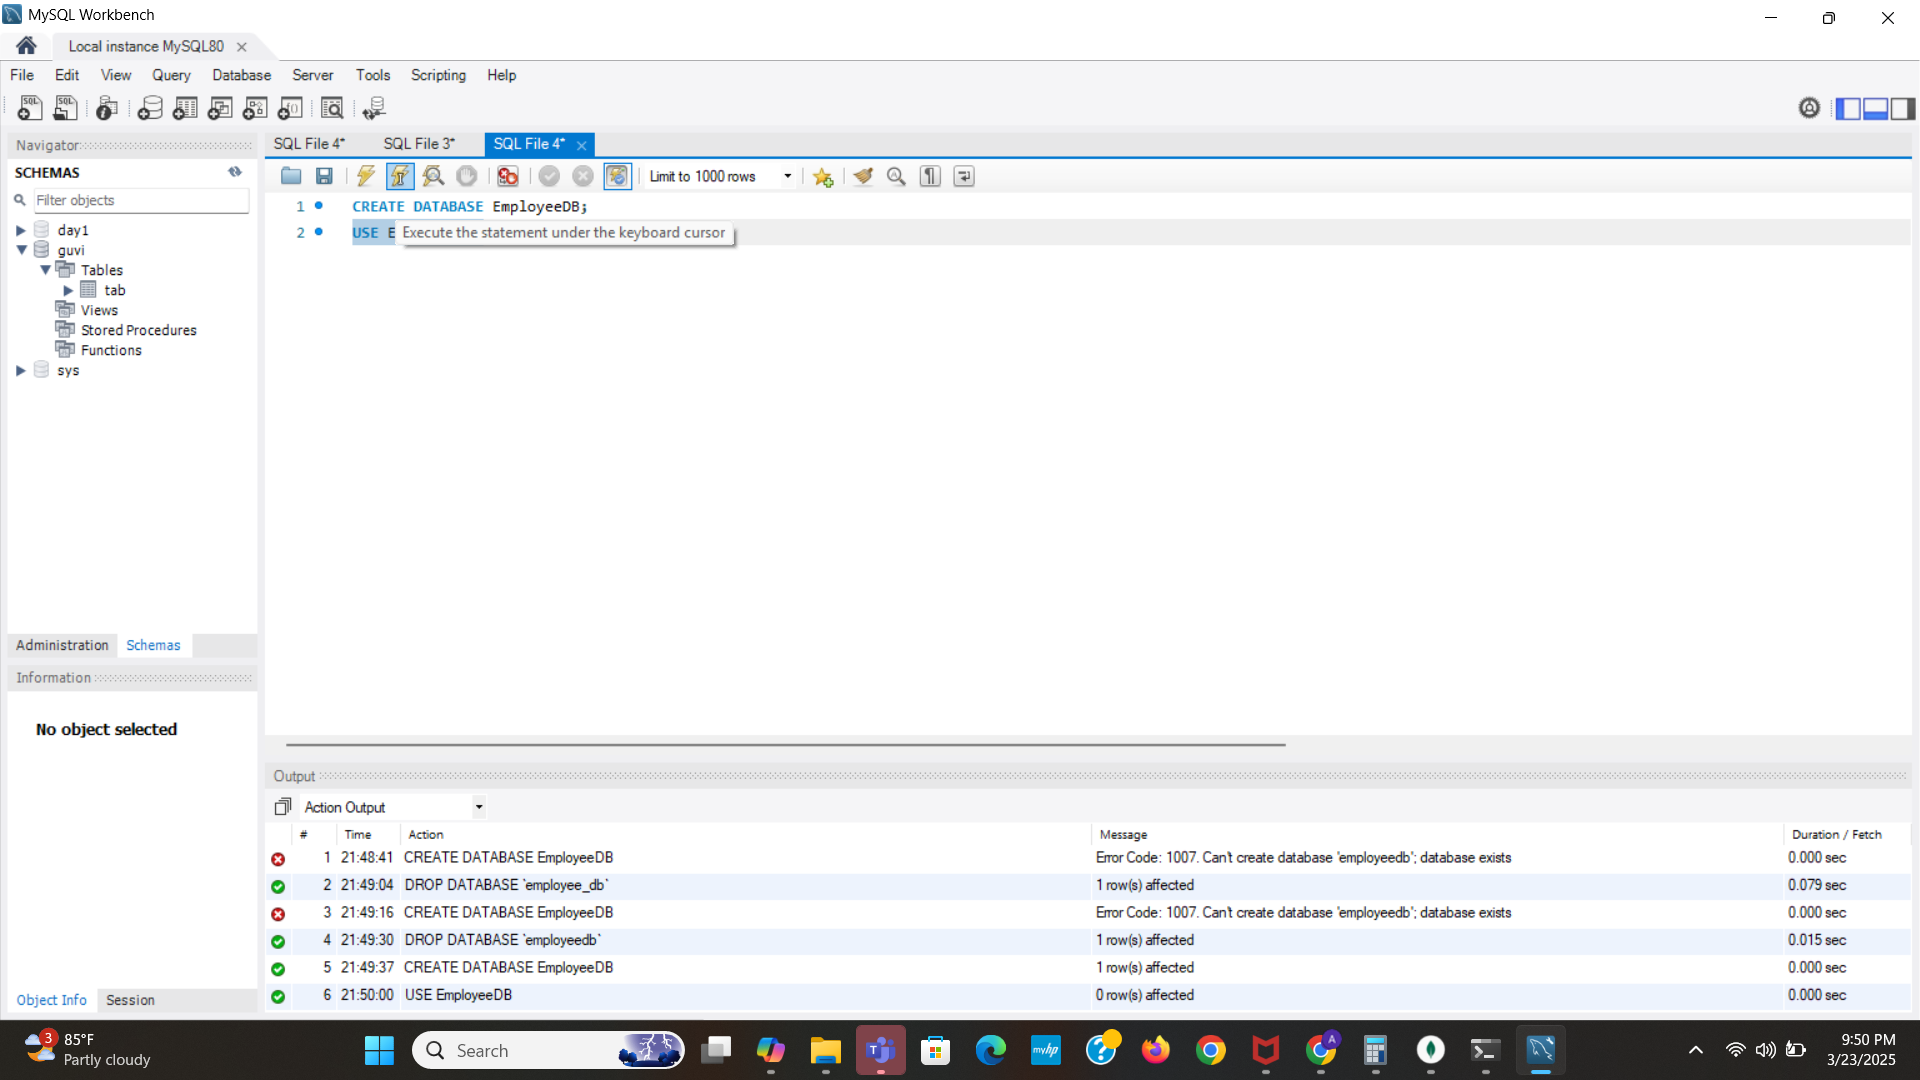 MySQL Workbench
Local instance MySQL80
File Edit View Query Database Server Tools Scripting Help
SQL SQL
Navigator
SCHEMAS
Filter objects
day1
guvi
Tables
tab
Views
Stored Procedures
Functions
sys
Administration Schemas
Information
No object selected
Object Info Session
SQL File 4* SQL File 3* SQL File 4*
Limit to 1000 rows
1 CREATE DATABASE EmployeeDB;
2 USE E
Execute the statement under the keyboard cursor
Output
Action Output
# Time Action Message Duration / Fetch
1 21:48:41 CREATE DATABASE EmployeeDB Error Code: 1007. Can't create database 'employeedb'; database exists 0.000 sec
2 21:49:04 DROP DATABASE `employee_db` 1 row(s) affected 0.079 sec
3 21:49:16 CREATE DATABASE EmployeeDB Error Code: 1007. Can't create database 'employeedb'; database exists 0.000 sec
4 21:49:30 DROP DATABASE `employeedb` 1 row(s) affected 0.015 sec
5 21:49:37 CREATE DATABASE EmployeeDB 1 row(s) affected 0.000 sec
6 21:50:00 USE EmployeeDB 0 row(s) affected 0.000 sec
3
85°F
Partly cloudy
Search
myhp
A
9:50 PM
3/23/2025